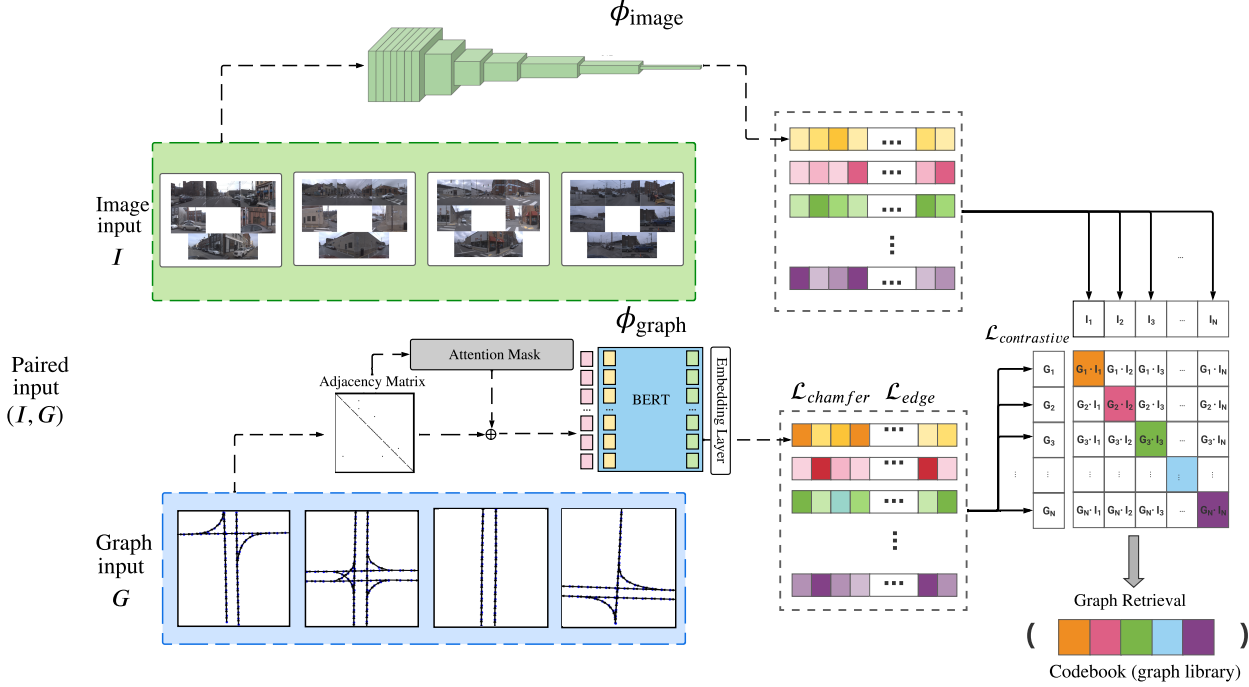 ϕimage
Image
input
I
...
...
...
...
ϕgraph
Paired
input
(I, G)
Attention Mask
Adjacency Matrix
BERT
...
...
Embedding Layer
Graph
input
G
ℒchamfer ℒedge
...
...
...
...
...
I1 I2 I3 ... IN
ℒcontrastive
G1 G1· I1 G1· I2 G1· I3 ... G1· IN
G2 G2· I1 G2· I2 G2· I3 ... G2· IN
G3 G3· I1 G3· I2 G3· I3 ... G3· IN
⋮ ⋮ ⋮ ⋮ ⋮ ⋮
GN GN· I1 GN· I2 GN· I3 ... GN· IN
Graph Retrieval
( )
Codebook (graph library)